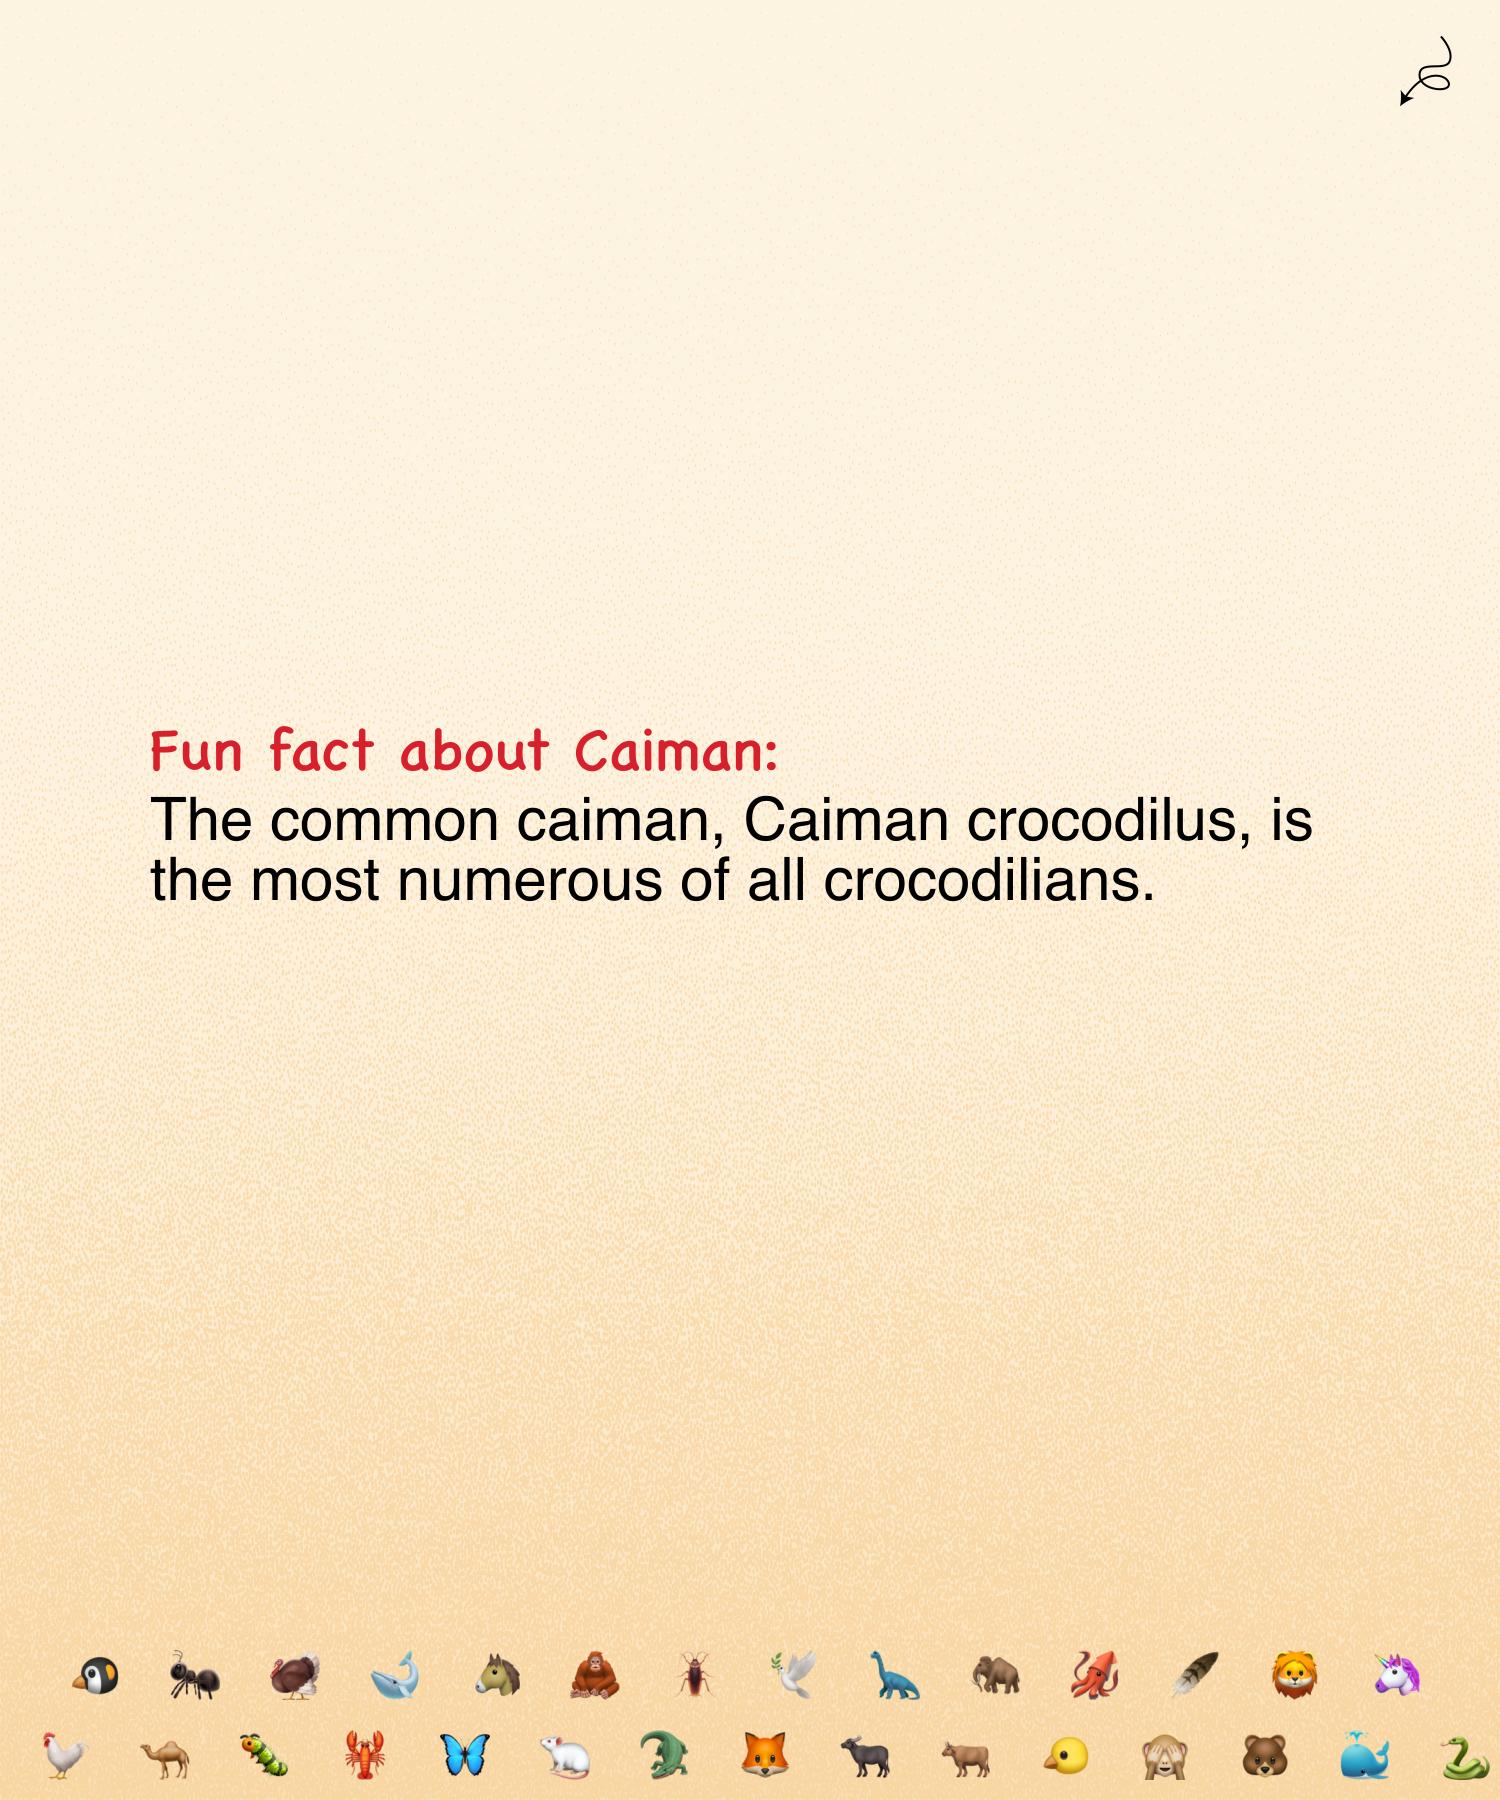 Fun fact about Caiman:
The common caiman, Caiman crocodilus, is
the most numerous of all crocodilians.